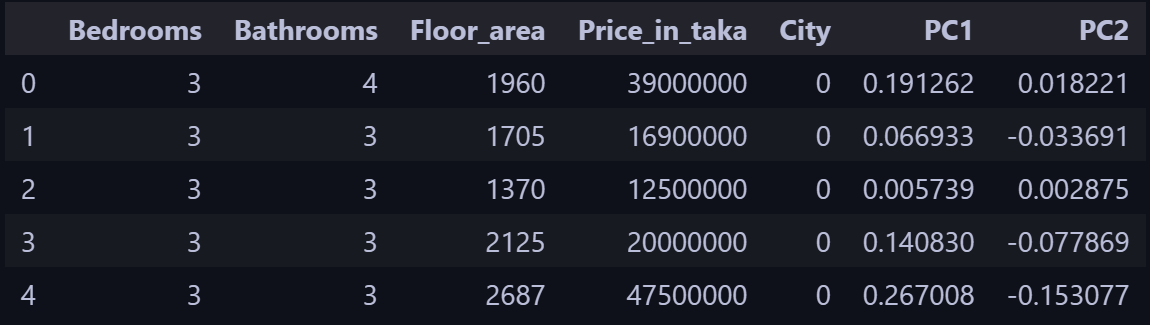 Bedrooms Bathrooms Floor_area Price_in_taka City PC1 PC2
0 3 4 1960 39000000 0 0.191262 0.018221
1 3 3 1705 16900000 0 0.066933 -0.033691
2 3 3 1370 12500000 0 0.005739 0.002875
3 3 3 2125 20000000 0 0.140830 -0.077869
4 3 3 2687 47500000 0 0.267008 -0.153077